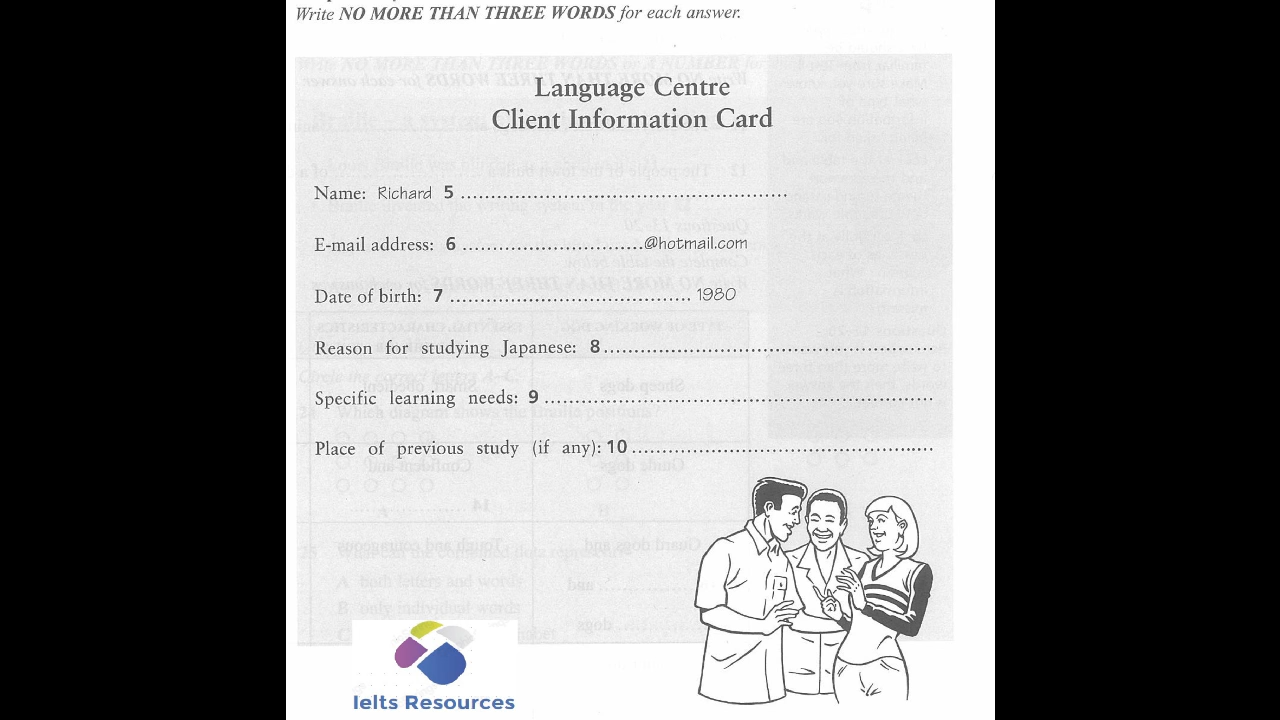 Write NO MORE THAN THREE WORDS for each answer.
Language Centre
Client Information Card
Name: Richard 5 ..............................................................
E-mail address: 6 ..................................@hotmail.com
Date of birth: 7 .............................................. 1980
Reason for studying Japanese: 8..............................................................
Specific learning needs: 9 ..........................................................................
Place of previous study (if any): 10 .........................................................
Ielts Resources